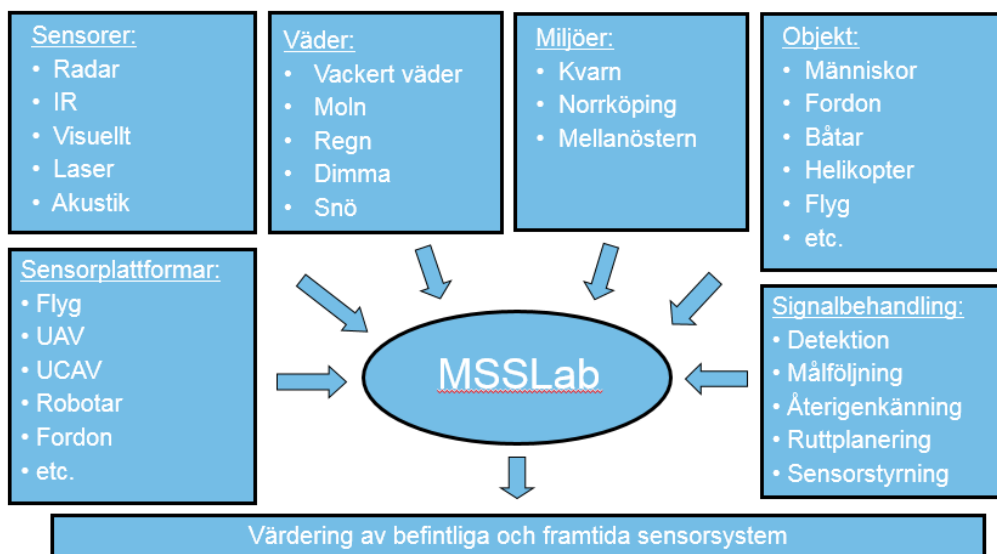 Sensorer:
• Radar
• IR
• Visuellt
• Laser
• Akustik
Väder:
• Vackert väder
• Moln
• Regn
• Dimma
• Snö
Miljöer:
• Kvarn
• Norrköping
• Mellanöstern
Objekt:
• Människor
• Fordon
• Båtar
• Helikopter
• Flyg
• etc.
Sensorplattformar:
• Flyg
• UAV
• UCAV
• Robotar
• Fordon
• etc.
MSSLab
Signalbehandling:
• Detektion
• Målföljning
• Återigenkänning
• Ruttplanering
• Sensorstyrning
Värdering av befintliga och framtida sensorsystem